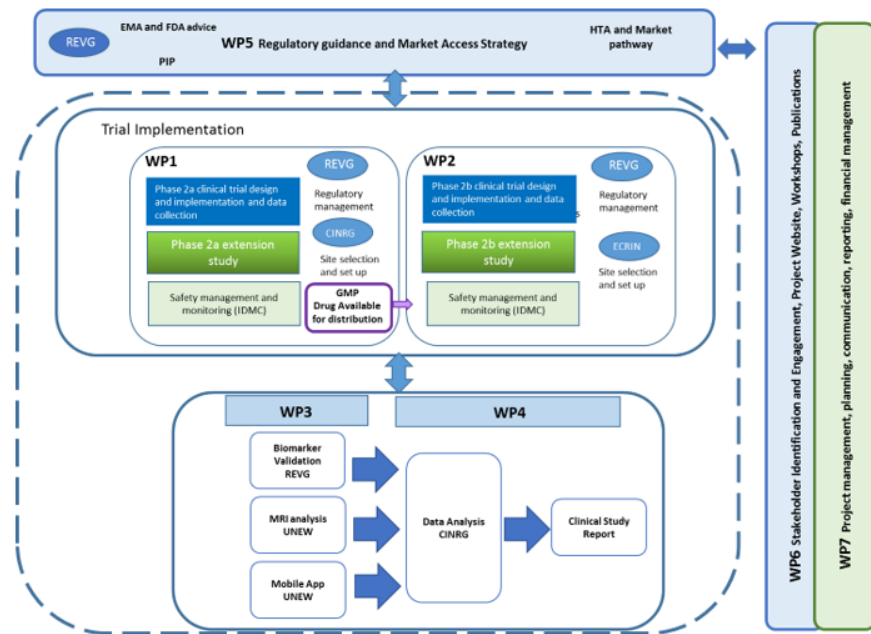 REVG
EMA and FDA advice
PIP
WP5 Regulatory guidance and Market Access Strategy
HTA and Market
pathway
Trial Implementation
WP1
Phase 2a clinical trial design
and implementation and data
collection
Phase 2a extension
study
Safety management and
monitoring (IDMC)
REVG
Regulatory
management
CINRG
Site selection
and set up
GMP
Drug Available
for distribution
WP2
Phase 2b clinical trial design
and implementation and data
collection
s
Phase 2b extension
study
Safety management and
monitoring (IDMC)
REVG
Regulatory
management
ECRIN
Site selection
and set up
WP3
WP4
Biomarker
Validation
REVG
MRI analysis
UNEW
Mobile App
UNEW
Data Analysis
CINRG
Clinical Study
Report
WP6 Stakeholder Identification and Engagement, Project Website, Workshops, Publications
WP7 Project management, planning, communication, reporting, financial management